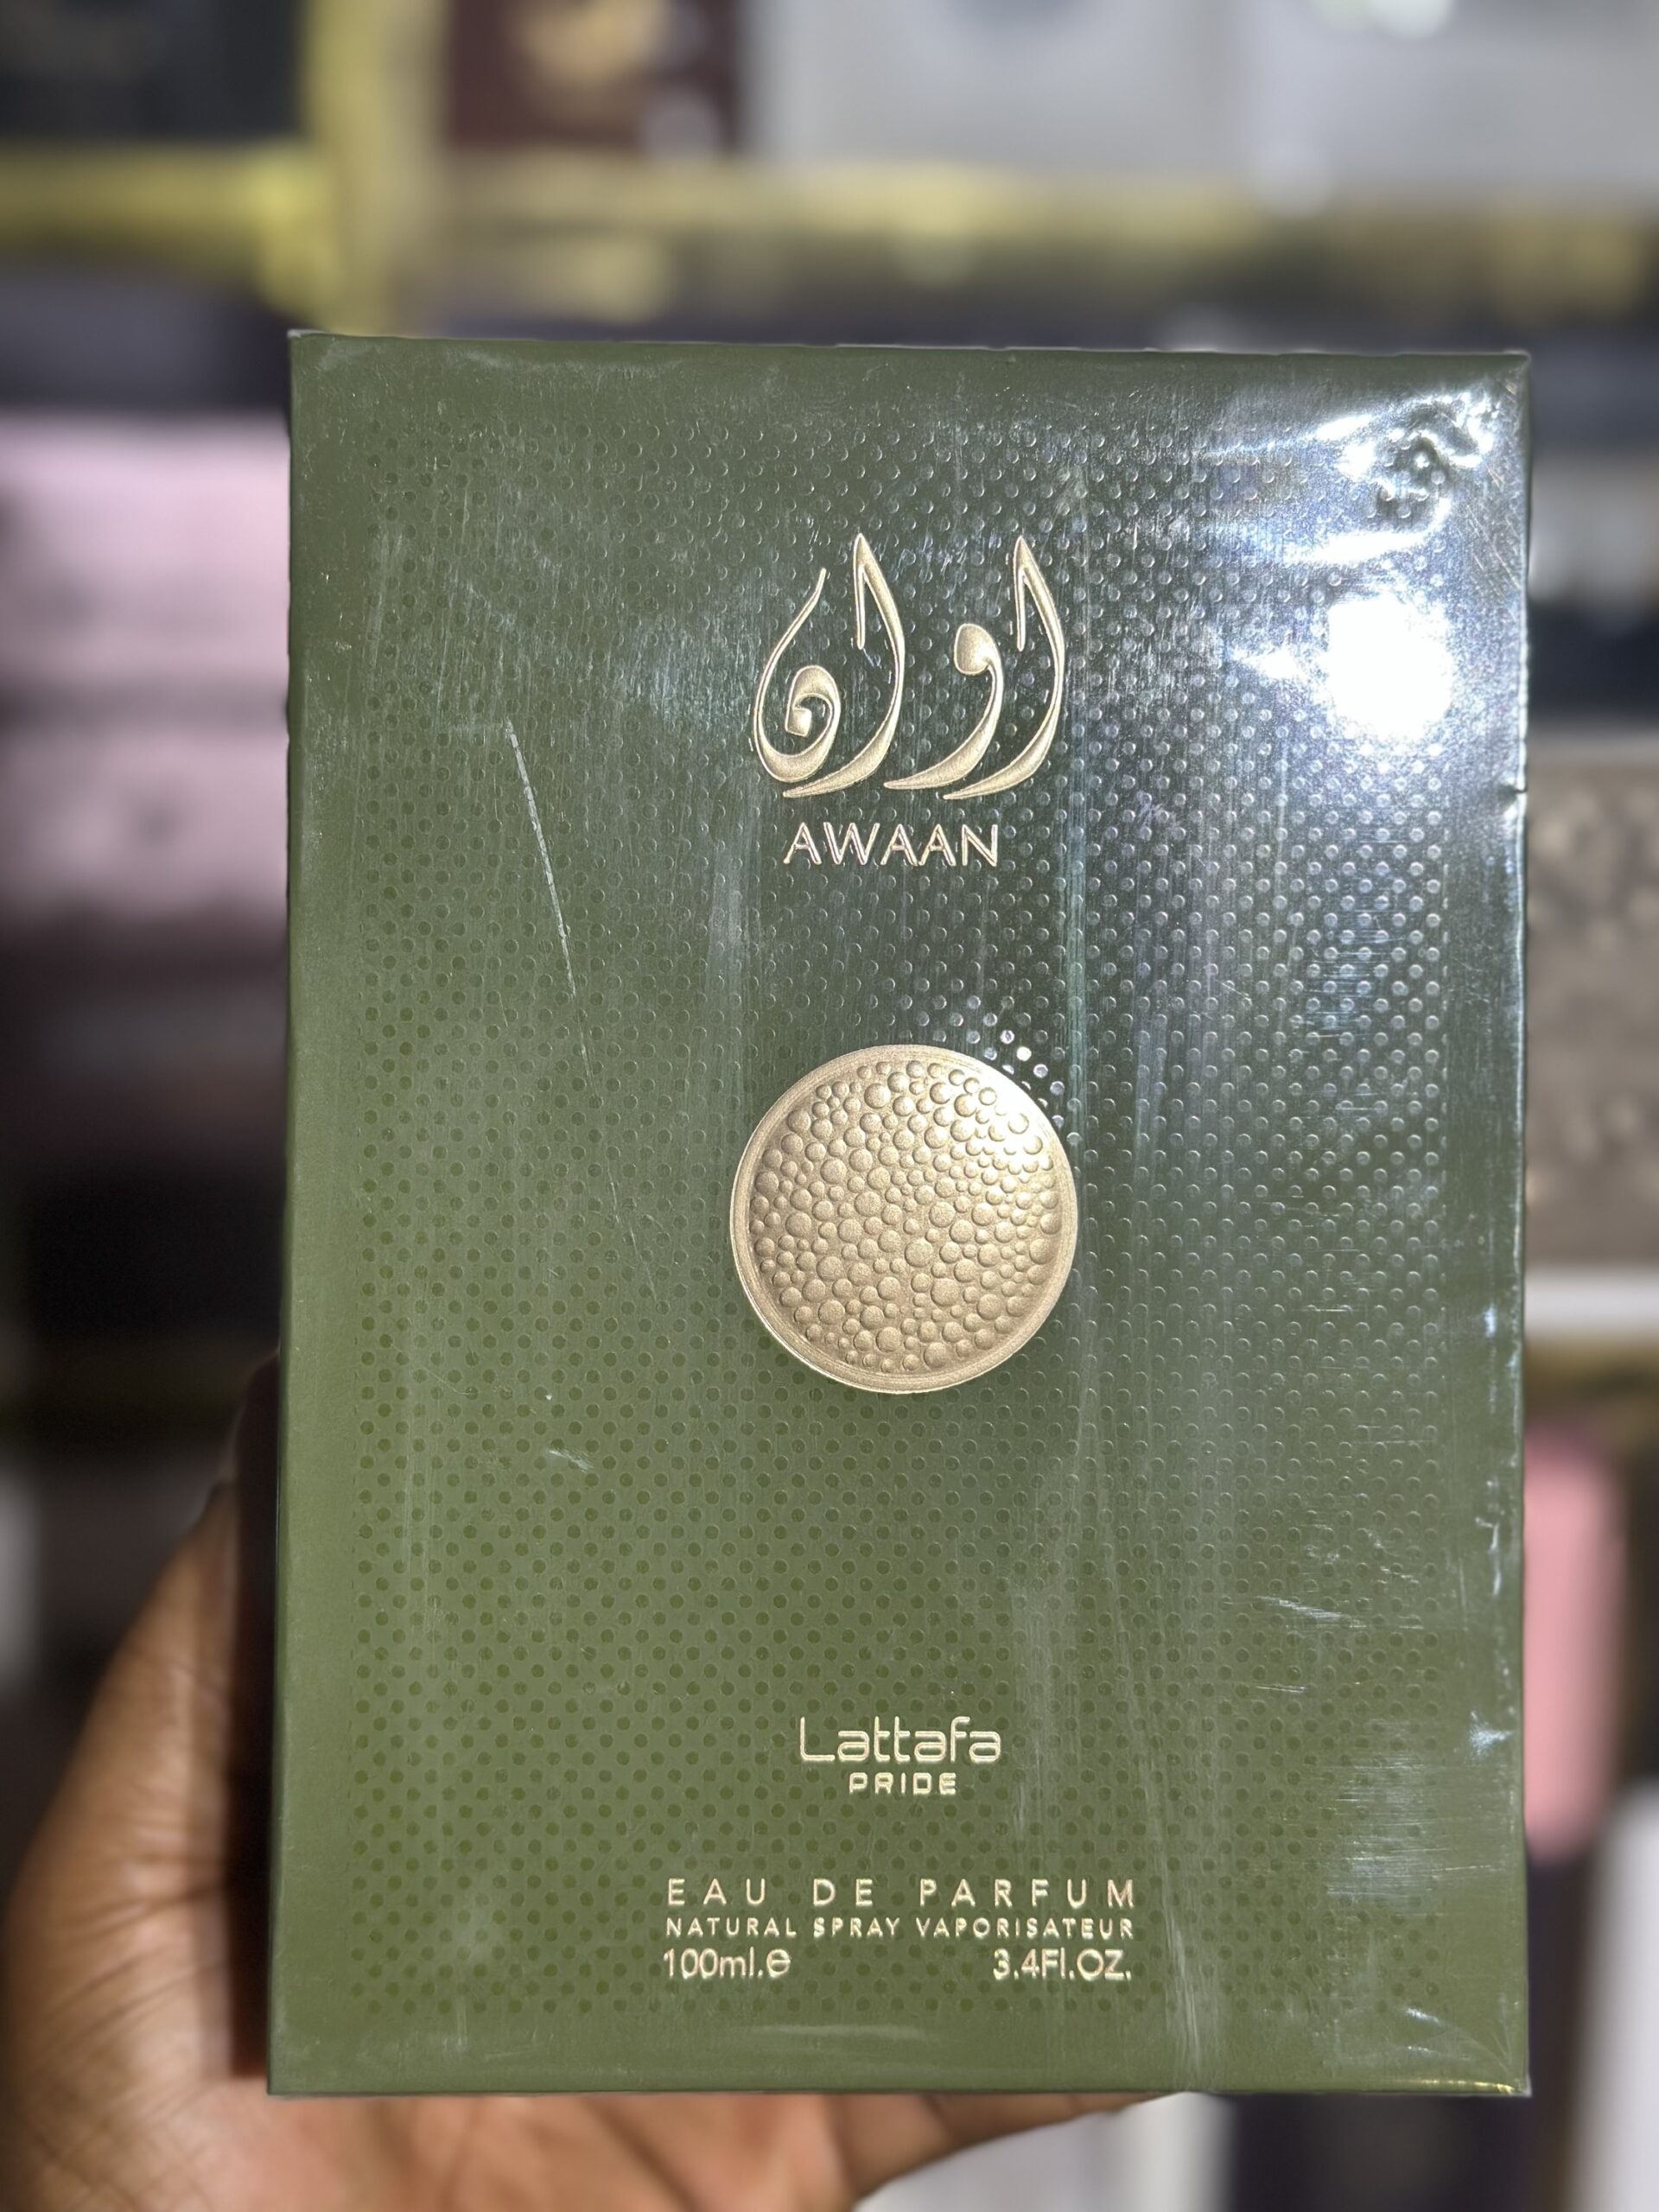 اوان
AWAAN
Lattafa
PRIDE
EAU DE PARFUM
NATURAL SPRAY VAPORISATEUR
100ml.℮ 3.4Fl.OZ.